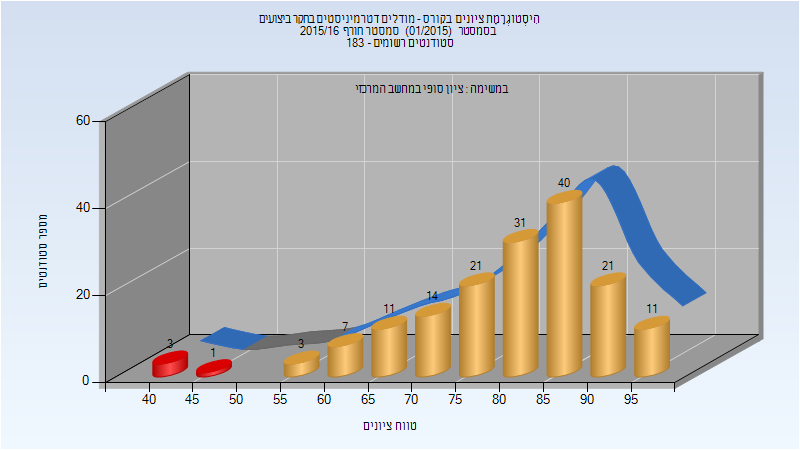 היסטוגרמת ציונים בקורס - מודלים דטרמיניסטים בחקר ביצועים
בסמסטר (01/2015) סמסטר חורף 2015/16
סטודנטים רשומים - 183
במשימה : ציון סופי במחשב המרכזי
מספר סטודנטים
60
40
20
0
3
1
3
7
11
14
21
31
40
21
11
40 45 50 55 60 65 70 75 80 85 90 95
טווח ציונים